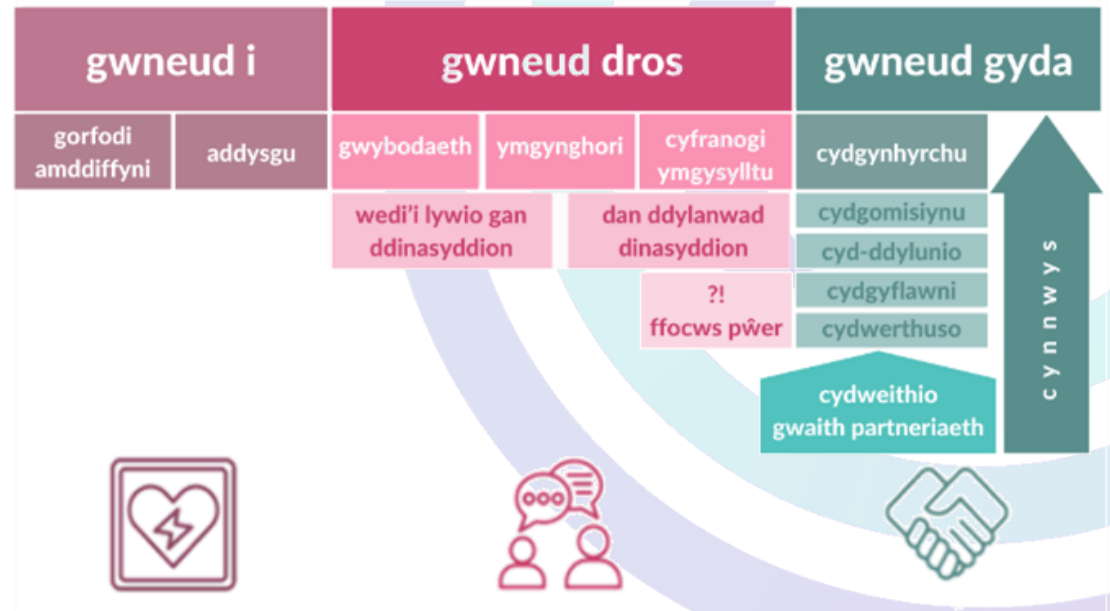 gwneud i
gwneud dros
gwneud gyda
gorfodi
amddiffyni
addysgu
gwybodaeth
ymgynghori
cyfranogi
ymgysylltu
cydgynhyrchu
wedi'i lywio gan
ddinasyddion
dan ddylanwad
dinasyddion
cydgomisiynu
cyd-ddylunio
?!
ffocws pŵer
cydgyflawni
cydwerthuso
cydweithio
gwaith partneriaeth
cynnwys